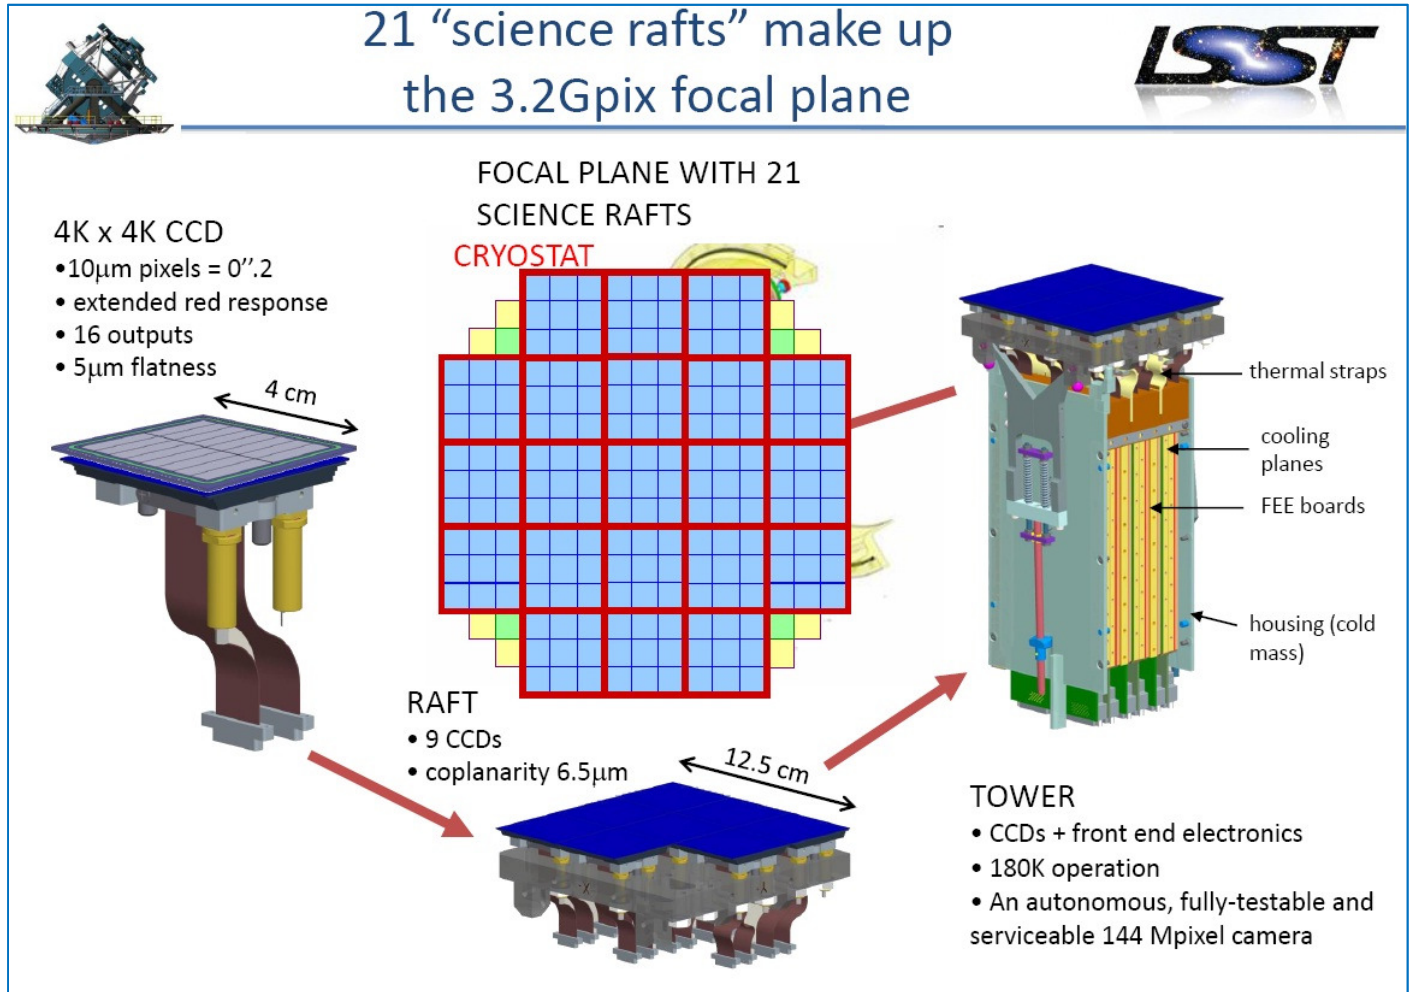 21 “science rafts” make up
the 3.2Gpix focal plane
LSST
FOCAL PLANE WITH 21
SCIENCE RAFTS
CRYOSTAT
4K x 4K CCD
•10μm pixels = 0’’.2
• extended red response
• 16 outputs
• 5μm flatness
4 cm
thermal straps
cooling
planes
FEE boards
housing (cold
mass)
RAFT
• 9 CCDs
• coplanarity 6.5μm
12.5 cm
TOWER
• CCDs + front end electronics
• 180K operation
• An autonomous, fully-testable and
serviceable 144 Mpixel camera